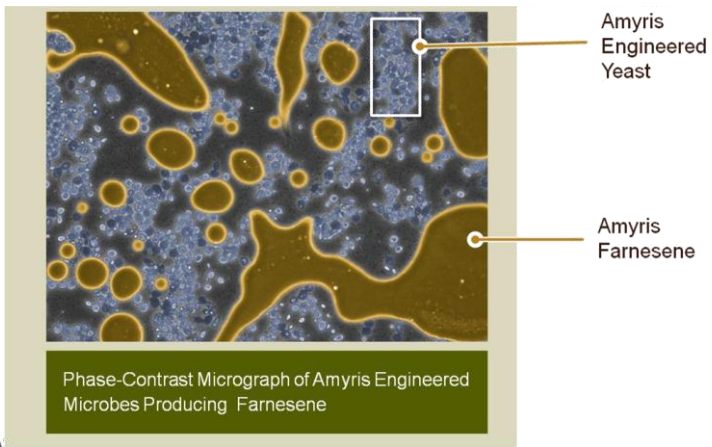 Amyris
Engineered
Yeast
Amyris
Farnesene
Phase-Contrast Micrograph of Amyris Engineered
Microbes Producing Farnesene